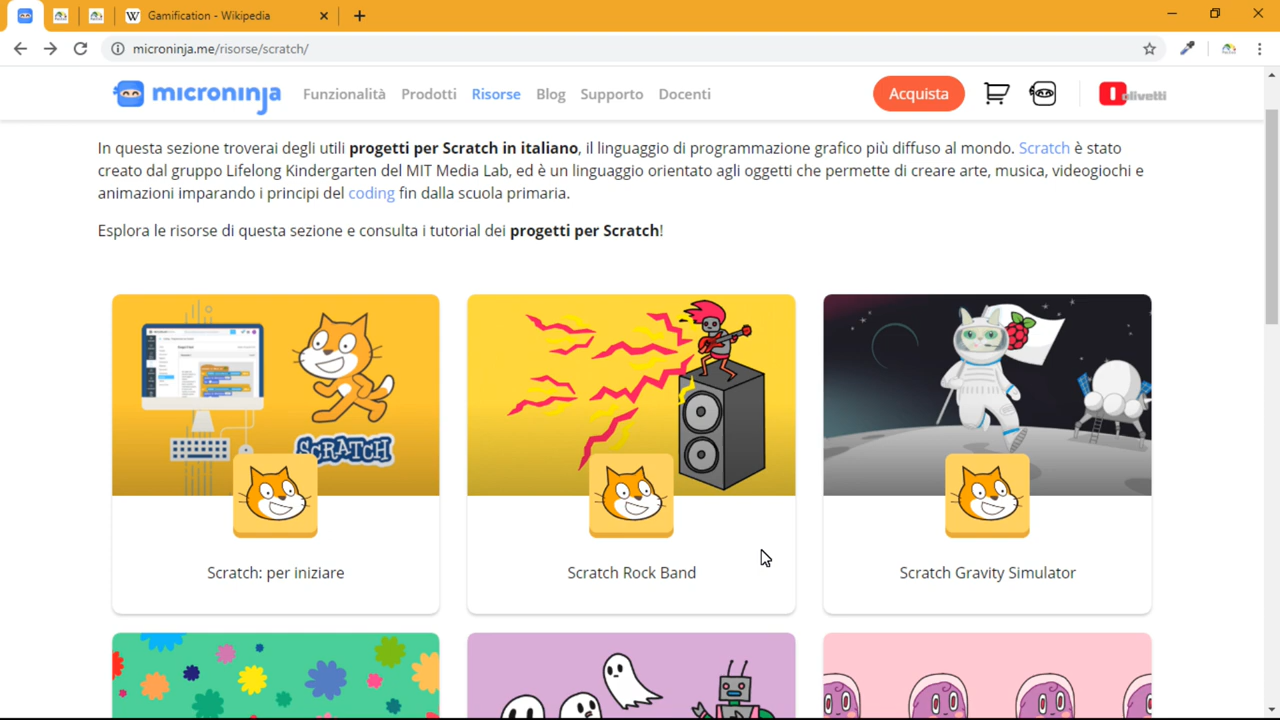 Gamification - Wikipedia
microninja.me/risorse/scratch/
microninja Funzionalità Prodotti Risorse Blog Supporto Docenti Acquista olivetti
In questa sezione troverai degli utili progetti per Scratch in italiano, il linguaggio di programmazione grafico più diffuso al mondo. Scratch è stato
creato dal gruppo Lifelong Kindergarten del MIT Media Lab, ed è un linguaggio orientato agli oggetti che permette di creare arte, musica, videogiochi e
animazioni imparando i principi del coding fin dalla scuola primaria.
Esplora le risorse di questa sezione e consulta i tutorial dei progetti per Scratch!
SCRATCH
Scratch: per iniziare
Scratch Rock Band
Scratch Gravity Simulator